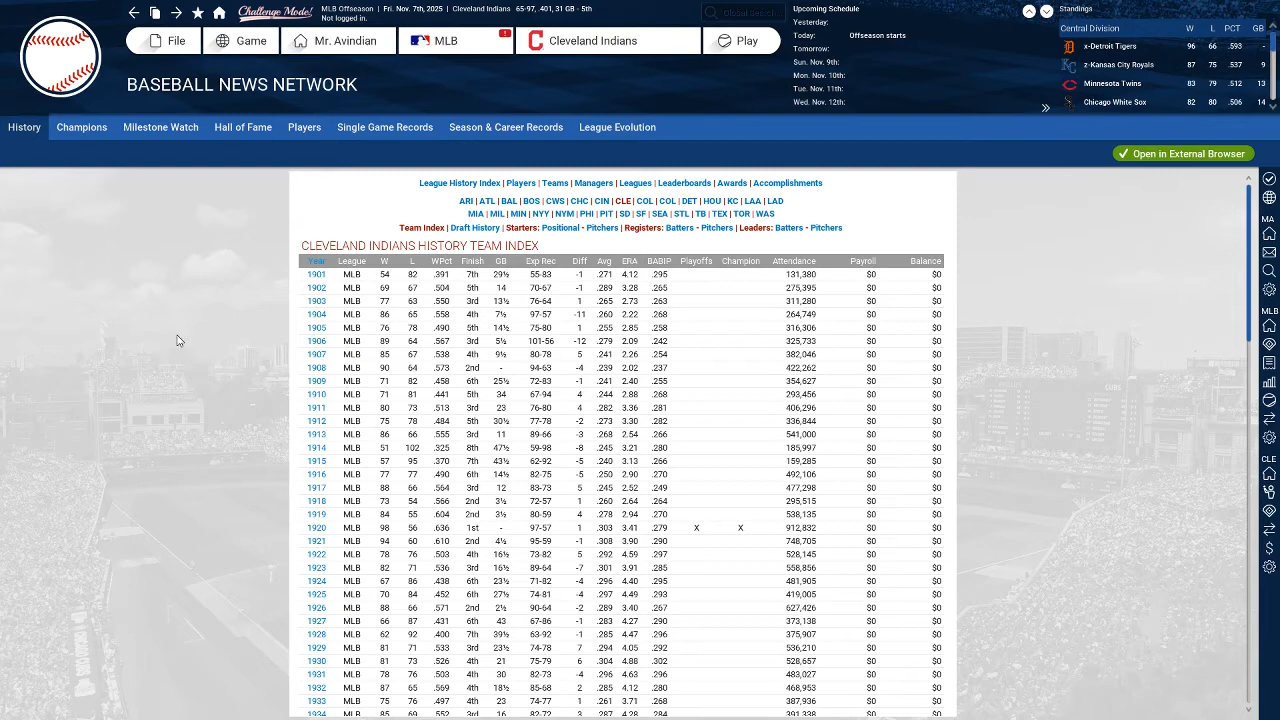 Challenge Mode!
MLB Offseason | Fri. Nov. 7th, 2025 | Cleveland Indians 65-97, .401, 31 GB - 5th
Not logged in.
Global Search...
File
Game
Mr. Avindian
MLB
!
Cleveland Indians
Play
Upcoming Schedule
Yesterday:
Today: Offseason starts
Tomorrow:
Sun. Nov. 9th:
Mon. Nov. 10th:
Tue. Nov. 11th:
Wed. Nov. 12th:
Standings
Central Division W L PCT GB
x-Detroit Tigers 96 66 .593 -
z-Kansas City Royals 87 75 .537 9
Minnesota Twins 83 79 .512 13
Chicago White Sox 82 80 .506 14
BASEBALL NEWS NETWORK
History
Champions
Milestone Watch
Hall of Fame
Players
Single Game Records
Season & Career Records
League Evolution
Open in External Browser
League History Index | Players | Teams | Managers | Leagues | Leaderboards | Awards | Accomplishments
ARI | ATL | BAL | BOS | CWS | CHC | CIN | CLE | COL | COL | DET | HOU | KC | LAA | LAD
MIA | MIL | MIN | NYY | NYM | PHI | PIT | SD | SF | SEA | STL | TB | TEX | TOR | WAS
Team Index | Draft History | Starters: Positional - Pitchers | Registers: Batters - Pitchers | Leaders: Batters - Pitchers
CLEVELAND INDIANS HISTORY TEAM INDEX
Year League W L WPct Finish GB Exp Rec Diff Avg ERA BABIP Playoffs Champion Attendance Payroll Balance
1901 MLB 54 82 .391 7th 29½ 55-83 -1 .271 4.12 .295 131,380 $0 $0
1902 MLB 69 67 .504 5th 14 70-67 -1 .289 3.28 .265 275,395 $0 $0
1903 MLB 77 63 .550 3rd 13½ 76-64 1 .265 2.73 .263 311,280 $0 $0
1904 MLB 86 65 .558 4th 7½ 97-57 -11 .260 2.22 .268 264,749 $0 $0
1905 MLB 76 78 .490 5th 14½ 75-80 1 .255 2.85 .258 316,306 $0 $0
1906 MLB 89 64 .567 3rd 5½ 101-56 -12 .279 2.09 .242 325,733 $0 $0
1907 MLB 85 67 .538 4th 9½ 80-78 5 .241 2.26 .254 382,046 $0 $0
1908 MLB 90 64 .573 2nd - 94-63 -4 .239 2.02 .237 422,262 $0 $0
1909 MLB 71 82 .458 6th 25½ 72-83 -1 .241 2.40 .255 354,627 $0 $0
1910 MLB 71 81 .441 5th 34 67-94 4 .244 2.88 .268 293,456 $0 $0
1911 MLB 80 73 .513 3rd 23 76-80 4 .282 3.36 .281 406,296 $0 $0
1912 MLB 75 78 .484 5th 30½ 77-78 -2 .273 3.30 .282 336,844 $0 $0
1913 MLB 86 66 .555 3rd 11 89-66 -3 .268 2.54 .266 541,000 $0 $0
1914 MLB 51 102 .325 8th 47½ 59-98 -8 .245 3.21 .280 185,997 $0 $0
1915 MLB 57 95 .370 7th 43½ 62-92 -5 .240 3.13 .266 159,285 $0 $0
1916 MLB 77 77 .490 6th 14½ 82-75 -5 .250 2.90 .270 492,106 $0 $0
1917 MLB 88 66 .564 3rd 12 83-73 5 .245 2.52 .249 477,298 $0 $0
1918 MLB 73 54 .566 2nd 3½ 72-57 1 .260 2.64 .264 295,515 $0 $0
1919 MLB 84 55 .604 2nd 3½ 80-59 4 .278 2.94 .270 538,135 $0 $0
1920 MLB 98 56 .636 1st - 97-57 1 .303 3.41 .279 X X 912,832 $0 $0
1921 MLB 94 60 .610 2nd 4½ 95-59 -1 .308 3.90 .290 748,705 $0 $0
1922 MLB 78 76 .503 4th 16½ 73-82 5 .292 4.59 .297 528,145 $0 $0
1923 MLB 82 71 .536 3rd 16½ 89-64 -7 .301 3.91 .285 558,856 $0 $0
1924 MLB 67 86 .438 6th 23½ 71-82 -4 .296 4.40 .295 481,905 $0 $0
1925 MLB 70 84 .452 6th 27½ 74-81 -4 .297 4.49 .293 419,005 $0 $0
1926 MLB 88 66 .571 2nd 2½ 90-64 -2 .289 3.40 .267 627,426 $0 $0
1927 MLB 66 87 .431 6th 43 67-86 -1 .283 4.27 .290 373,138 $0 $0
1928 MLB 62 92 .400 7th 39½ 63-92 -1 .285 4.47 .296 375,907 $0 $0
1929 MLB 81 71 .533 3rd 23½ 74-78 7 .294 4.05 .291 536,210 $0 $0
1930 MLB 81 73 .526 4th 21 75-79 6 .304 4.88 .302 528,657 $0 $0
1931 MLB 78 76 .503 4th 30 82-73 -4 .296 4.63 .296 483,027 $0 $0
1932 MLB 87 65 .569 4th 18½ 85-68 2 .285 4.12 .280 468,953 $0 $0
1933 MLB 75 76 .497 4th 23 74-77 1 .261 3.71 .268 387,936 $0 $0
1934 MLB 85 69 .552 3rd 16 82-72 3 .287 4.28 .284 391,338 $0 $0
MA
MLB
CLE